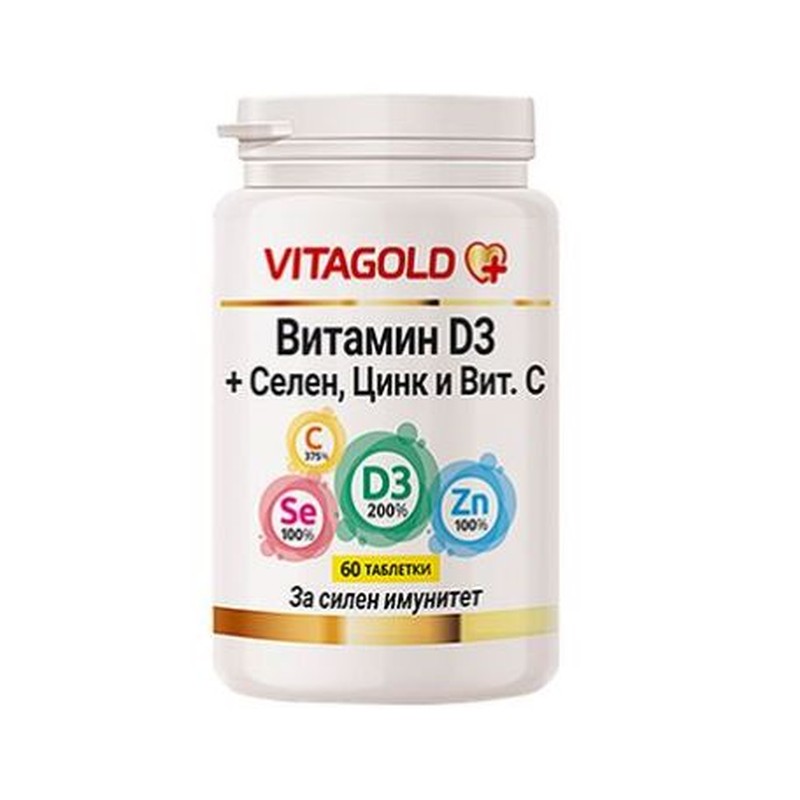 VITAGOLD
Витамин D3
+ Селен, Цинк и Вит. C
C
375%
D3
200%
Se
100%
Zn
100%
60 ТАБЛЕТКИ
За силен имунитет